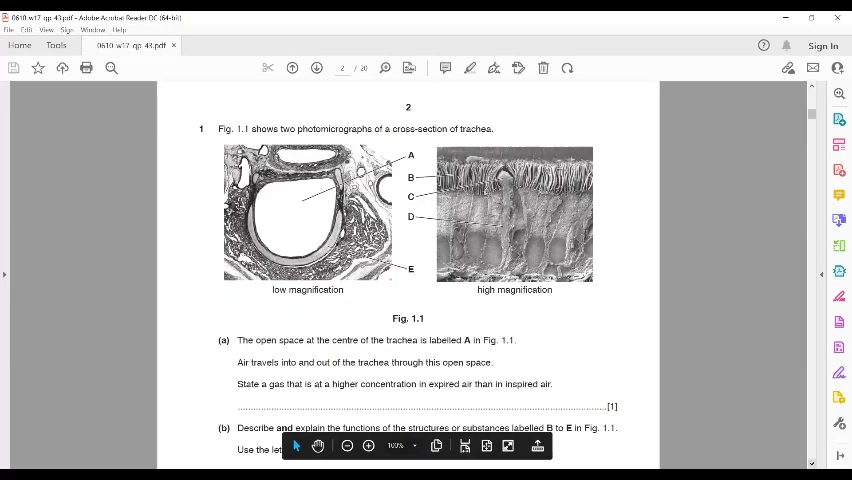 0610 w17 qp 43.pdf - Adobe Acrobat Reader DC (64-bit)
File Edit View Sign Window Help
Home Tools 0610 w17 qp 43.pdf × Sign In
2 / 20
2
1 Fig. 1.1 shows two photomicrographs of a cross-section of trachea.
A
B
C
D
E
low magnification high magnification
Fig. 1.1
(a) The open space at the centre of the trachea is labelled A in Fig. 1.1.
Air travels into and out of the trachea through this open space.
State a gas that is at a higher concentration in expired air than in inspired air.
...................................................................................................................................[1]
(b) Describe and explain the functions of the structures or substances labelled B to E in Fig. 1.1.
Use the let
100%